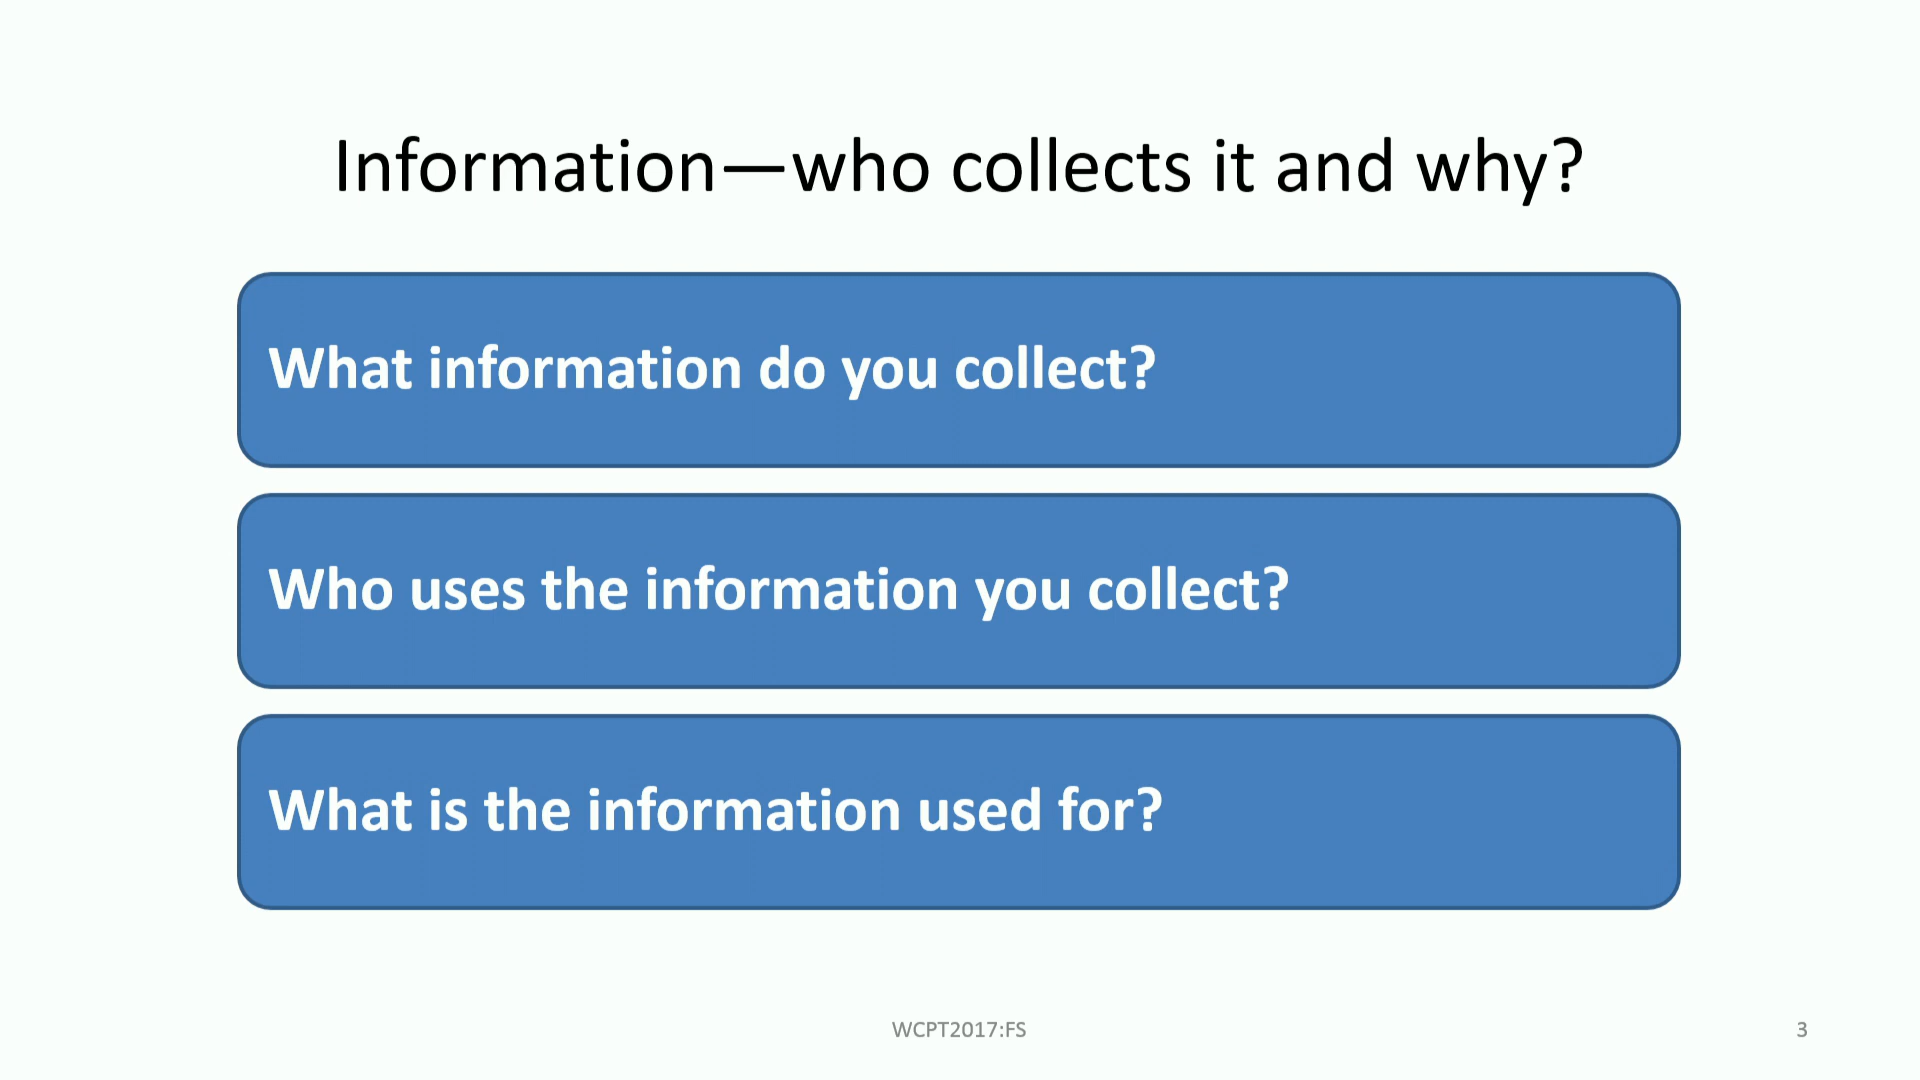 Information—who collects it and why?
What information do you collect?
Who uses the information you collect?
What is the information used for?
WCPT2017:FS
3